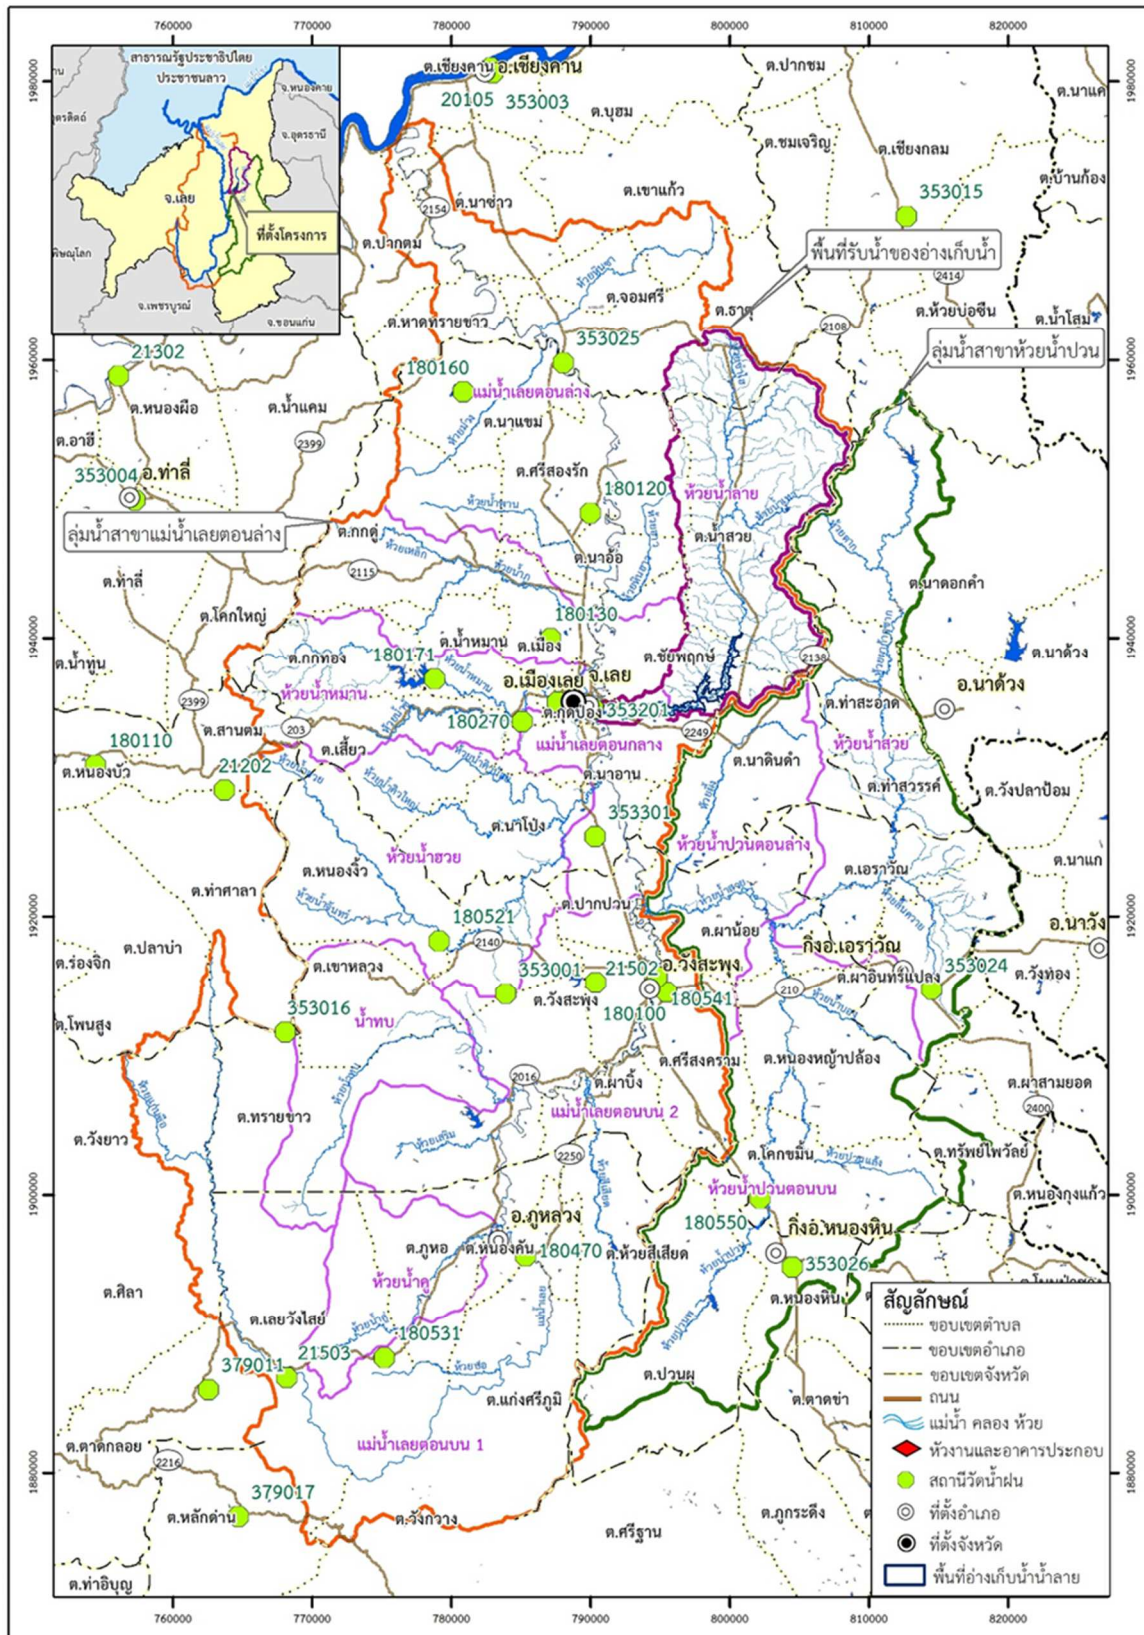 760000 770000 780000 790000 800000 810000 820000
1980000
1960000
1940000
1920000
1900000
1880000
สาธารณรัฐประชาธิปไตย
ประชาชนลาว
จ.หนองคาย
จ.อุดรธานี
จ.เลย
ที่ตั้งโครงการ
จ.เพชรบูรณ์
จ.ขอนแก่น
ต.เชียงคาน
อ.เชียงคาน
20105
353003
ต.บุฮม
ต.ปากชม
ต.ชมเจริญ
ต.เชียงกลม
353015
ต.บ้านก้อง
ต.นาซ่าว
2154
ต.เขาแก้ว
ต.ปากตม
พื้นที่รับน้ำของอ่างเก็บน้ำ
2414
ต.จอมศรี
ต.ธาตุ
ต.ห้วยบ่อซืน
ต.น้ำโสม
2108
ต.หาดทรายขาว
353025
ลุ่มน้ำสาขาห้วยน้ำปวน
21302
180160
แม่น้ำเลยตอนล่าง
ต.หนองผือ
ต.น้ำแคม
ต.นาแขม
2399
ต.อาฮี
ห้วยม่วง
ต.ศรีสองรัก
353004
อ.ท่าลี่
180120
ห้วยน้ำลาย
ต.น้ำสวย
ลุ่มน้ำสาขาแม่น้ำเลยตอนล่าง
ต.กกดู่
ต.นาอ้อ
2115
ต.ท่าลี่
ต.นาดอกคำ
ต.โคกใหญ่
180130
ต.น้ำหมาน
ต.เมือง
ต.น้ำทูน
ต.กกทอง
180171
ต.ชัยพฤกษ์
2138
ต.นาด้วง
ห้วยน้ำหมาน
ห้วยน้ำหมาน
อ.เมืองเลย
จ.เลย
อ.นาด้วง
2399
ต.กุดป่อง
353201
ต.ท่าสะอาด
180270
ต.สานตม
203
ต.เสี้ยว
แม่น้ำเลยตอนกลาง
2249
ห้วยน้ำสวย
180110
ต.หนองบัว
21202
ต.นาอาน
ต.นาดินดำ
ต.ท่าสวรรค์
ต.วังปลาป้อม
353301
ต.นาโป่ง
ห้วยน้ำฮวย
ห้วยน้ำปวนตอนล่าง
ต.หนองงิ้ว
ต.เอราวัณ
ต.นาแก
ต.ท่าศาลา
ต.ปากปวน
180521
ต.ผาน้อย
อ.นาวัง
ต.ปลาบ่า
2140
กิ่งอ.เอราวัณ
ต.ร่องจิก
ต.เขาหลวง
353001
21502
อ.วังสะพุง
ต.ผาอินทร์แปลง
353024
ต.วังทอง
353016
ต.วังสะพุง
180541
210
น้ำทบ
180100
ต.โพนสูง
ต.ศรีสงคราม
ต.หนองหญ้าปล้อง
2016
ต.ผาบิ้ง
ต.ผาสามยอด
ต.ทรายขาว
แม่น้ำเลยตอนบน 2
2400
ต.วังยาว
2250
ต.โคกขมิ้น
ต.ทรัพย์ไพวัลย์
ห้วยน้ำปวนตอนบน
ต.หนองกุงแก้ว
อ.ภูหลวง
180550
กิ่งอ.หนองหิน
ต.ภูหอ
ต.หนองคัน
180470
ต.ห้วยสีเสียด
353026
ต.ศิลา
ห้วยน้ำคู
ต.หนองหิน
ต.เลยวังไสย์
180531
21503
379011
ต.แก่งศรีภูมิ
ต.ปวนผุ
ต.ตาดข่า
แม่น้ำเลยตอนบน 1
ต.ตาดกลอย
2216
379017
ต.หลักด่าน
ต.วังกวาง
ต.ศรีฐาน
ต.ภูกระดึง
ต.ท่าอิบุญ
สัญลักษณ์
ขอบเขตตำบล
ขอบเขตอำเภอ
ขอบเขตจังหวัด
ถนน
แม่น้ำ คลอง ห้วย
หัวงานและอาคารประกอบ
สถานีวัดน้ำฝน
ที่ตั้งอำเภอ
ที่ตั้งจังหวัด
พื้นที่อ่างเก็บน้ำน้ำลาย
1980000
1960000
1940000
1920000
1900000
1880000
760000 770000 780000 790000 800000 810000 820000